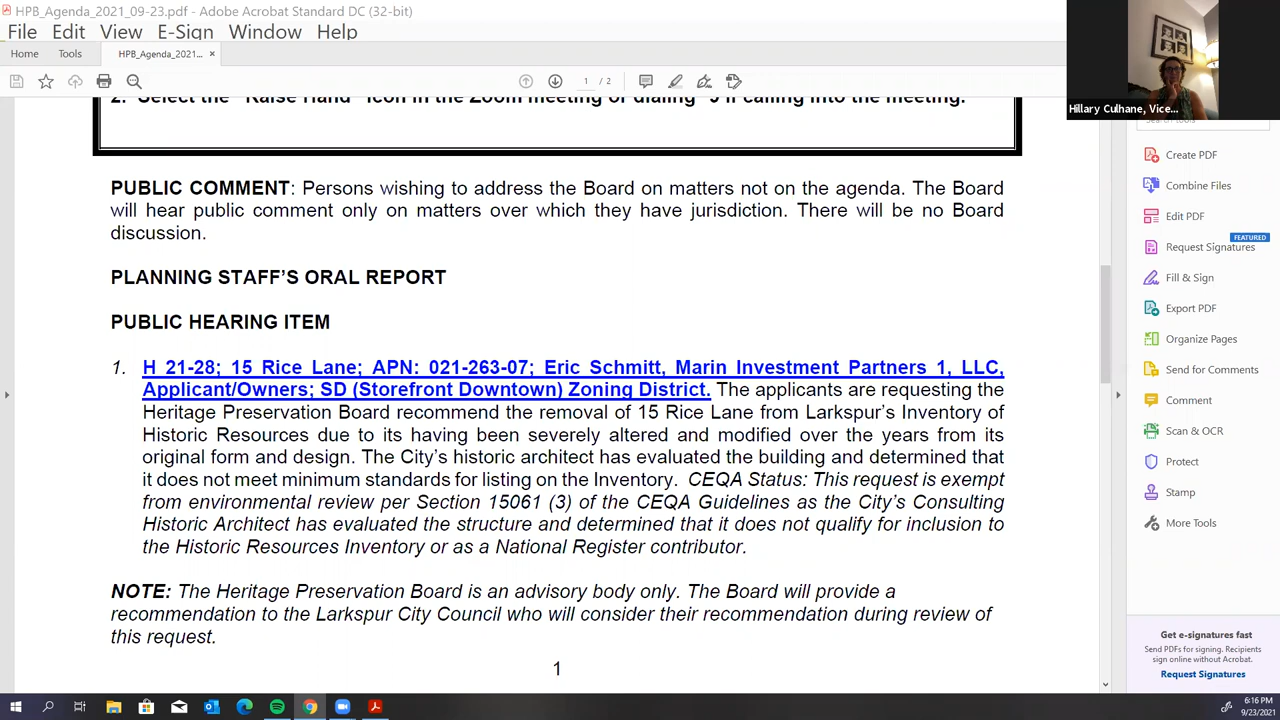 HPB_Agenda_2021_09-23.pdf - Adobe Acrobat Standard DC (32-bit)
File Edit View E-Sign Window Help
Home Tools HPB_Agenda_2021... ×
1 / 2
Hillary Culhane, Vice...
Search tools
2. Select the "Raise Hand" icon in the Zoom meeting or dialing *9 if calling into the meeting.
PUBLIC COMMENT: Persons wishing to address the Board on matters not on the agenda. The Board
will hear public comment only on matters over which they have jurisdiction. There will be no Board
discussion.
PLANNING STAFF'S ORAL REPORT
PUBLIC HEARING ITEM
1. H 21-28; 15 Rice Lane; APN: 021-263-07; Eric Schmitt, Marin Investment Partners 1, LLC,
Applicant/Owners; SD (Storefront Downtown) Zoning District. The applicants are requesting the
Heritage Preservation Board recommend the removal of 15 Rice Lane from Larkspur's Inventory of
Historic Resources due to its having been severely altered and modified over the years from its
original form and design. The City's historic architect has evaluated the building and determined that
it does not meet minimum standards for listing on the Inventory. CEQA Status: This request is exempt
from environmental review per Section 15061 (3) of the CEQA Guidelines as the City's Consulting
Historic Architect has evaluated the structure and determined that it does not qualify for inclusion to
the Historic Resources Inventory or as a National Register contributor.
NOTE: The Heritage Preservation Board is an advisory body only. The Board will provide a
recommendation to the Larkspur City Council who will consider their recommendation during review of
this request.
1
Create PDF
Combine Files
Edit PDF
FEATURED
Request Signatures
Fill & Sign
Export PDF
Organize Pages
Send for Comments
Comment
Scan & OCR
Protect
Stamp
More Tools
Get e-signatures fast
Send PDFs for signing. Recipients
sign online without Acrobat.
Request Signatures
6:16 PM
9/23/2021